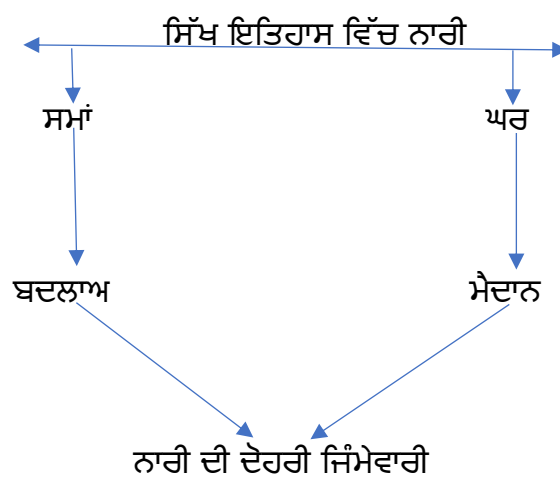 ਸਿੱਖ ਇਤਿਹਾਸ ਵਿੱਚ ਨਾਰੀ
ਸਮਾਂ
ਘਰ
ਬਦਲਾਅ
ਮੈਦਾਨ
ਨਾਰੀ ਦੀ ਦੋਹਰੀ ਜਿੰਮੇਵਾਰੀ